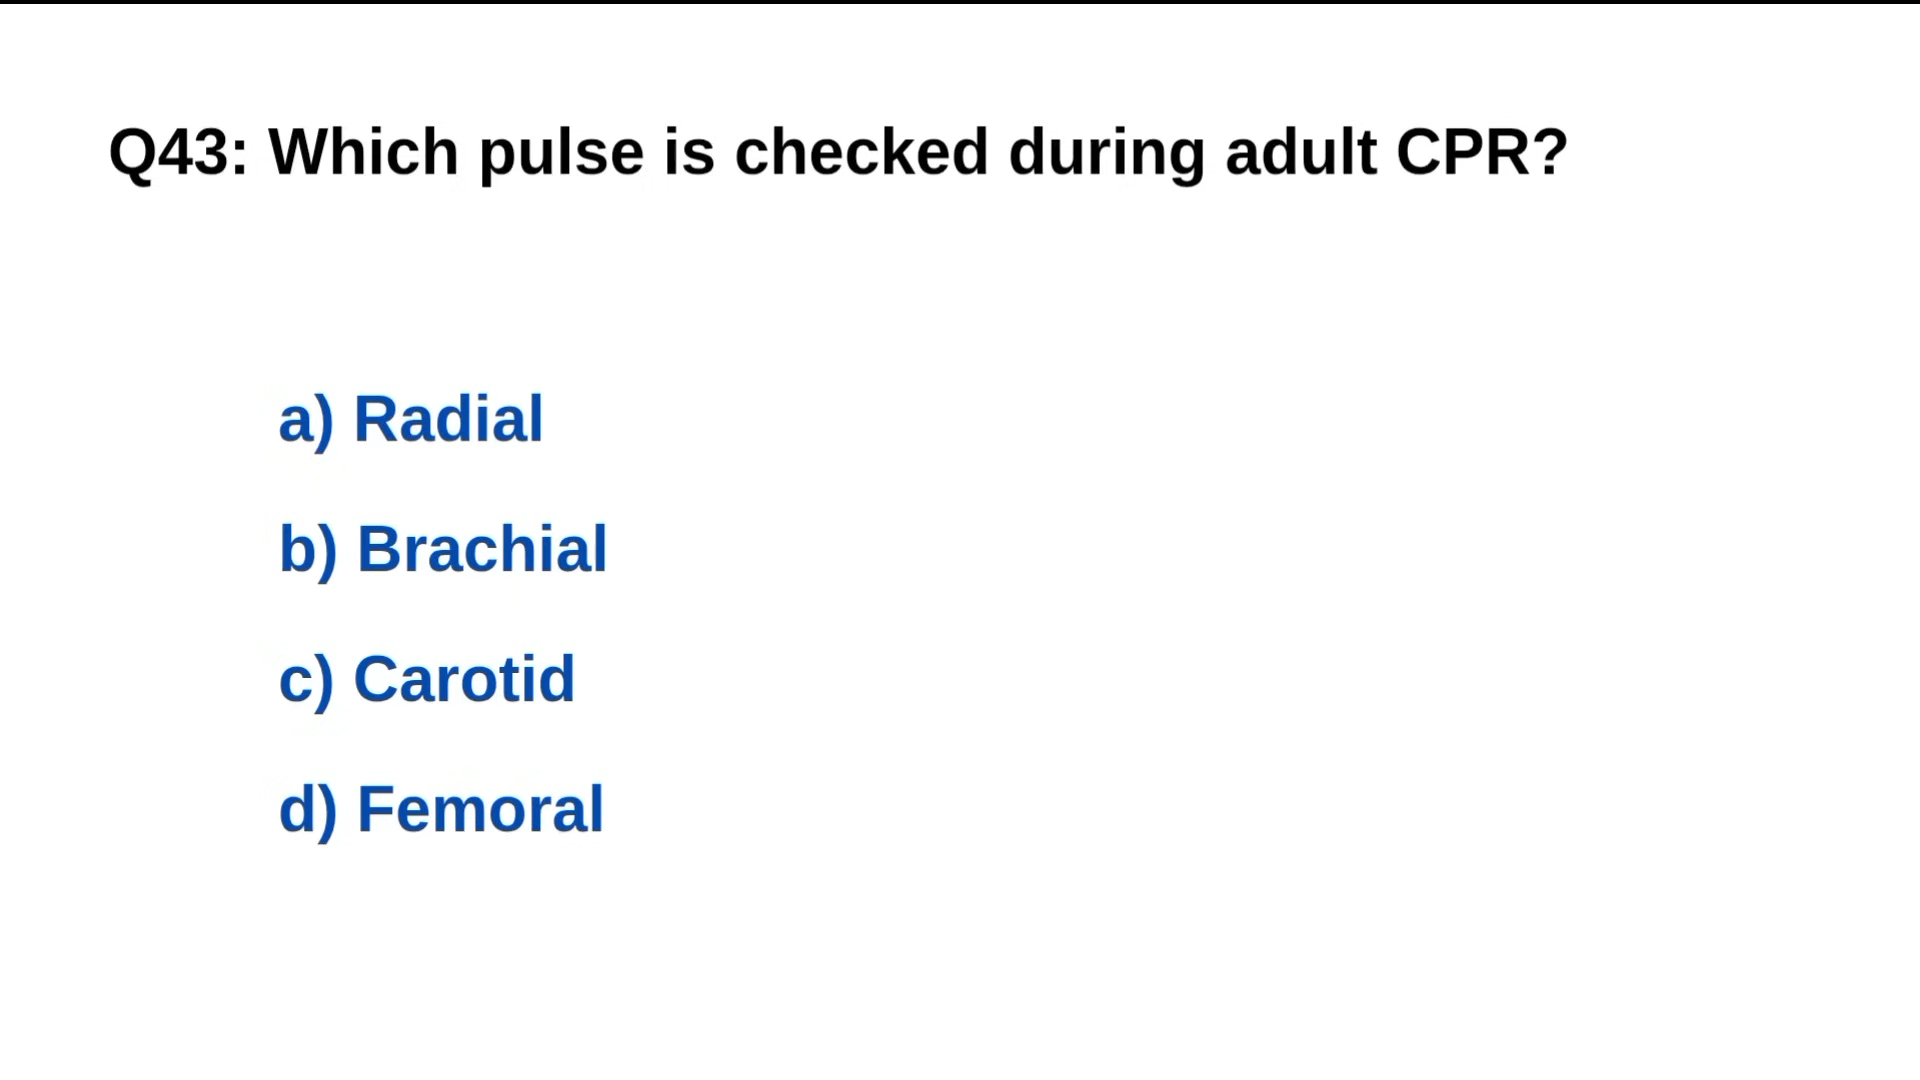 Q43: Which pulse is checked during adult CPR?
a) Radial
b) Brachial
c) Carotid
d) Femoral